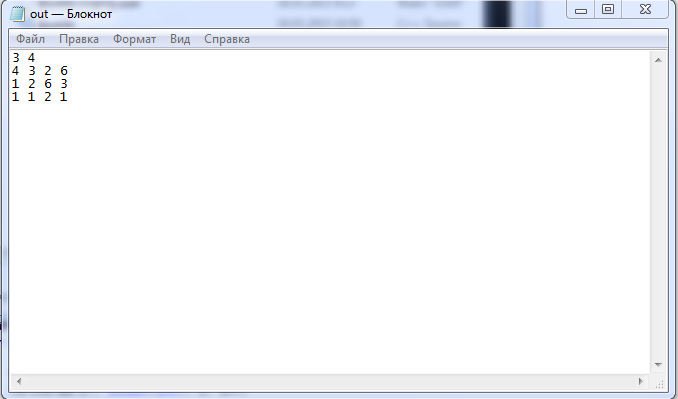 out — Блокнот
Файл Правка Формат Вид Справка
3 4
4 3 2 6
1 2 6 3
1 1 2 1